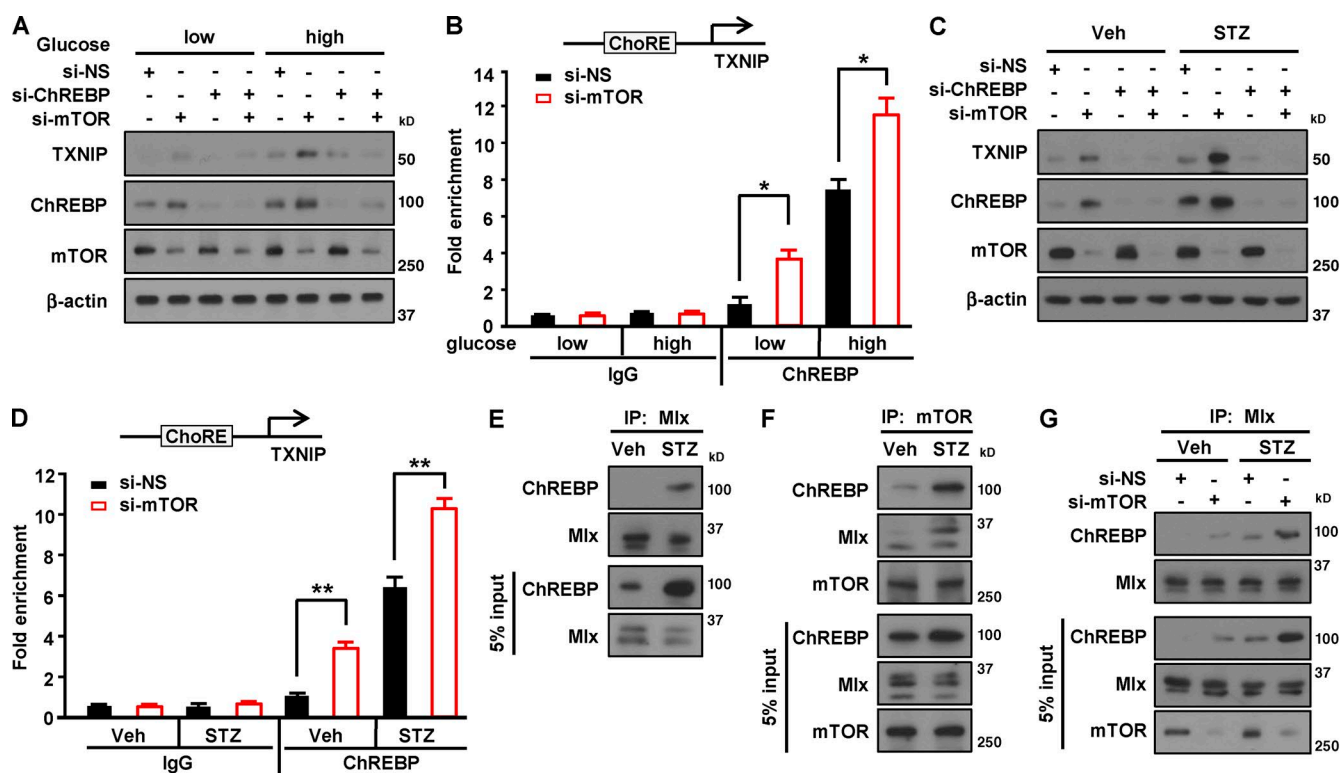 A
Glucose low high
si-NS + - - - + - - -
si-ChREBP - - + + - - + +
si-mTOR - + - + - + - + kD
TXNIP 50
ChREBP 100
mTOR 250
β-actin 37
B
ChoRE
TXNIP
si-NS
si-mTOR
* *
Fold enrichment
14
12
10
8
6
4
2
0
glucose low high low high
IgG ChREBP
C
Veh STZ
si-NS + - - - + - - -
si-ChREBP - - + + - - + +
si-mTOR - + - + - + - + kD
TXNIP 50
ChREBP 100
mTOR 250
β-actin 37
D
ChoRE
TXNIP
si-NS
si-mTOR
** **
Fold enrichment
12
10
8
6
4
2
0
Veh STZ Veh STZ
IgG ChREBP
E
IP: Mlx
Veh STZ kD
ChREBP 100
Mlx 37
5% input
ChREBP 100
Mlx 37
F
IP: mTOR
Veh STZ kD
ChREBP 100
Mlx 37
mTOR 250
5% input
ChREBP 100
Mlx 37
mTOR 250
G
IP: Mlx
Veh STZ
si-NS + - + -
si-mTOR - + - + kD
ChREBP 100
Mlx 37
5% input
ChREBP 100
Mlx 37
mTOR 250